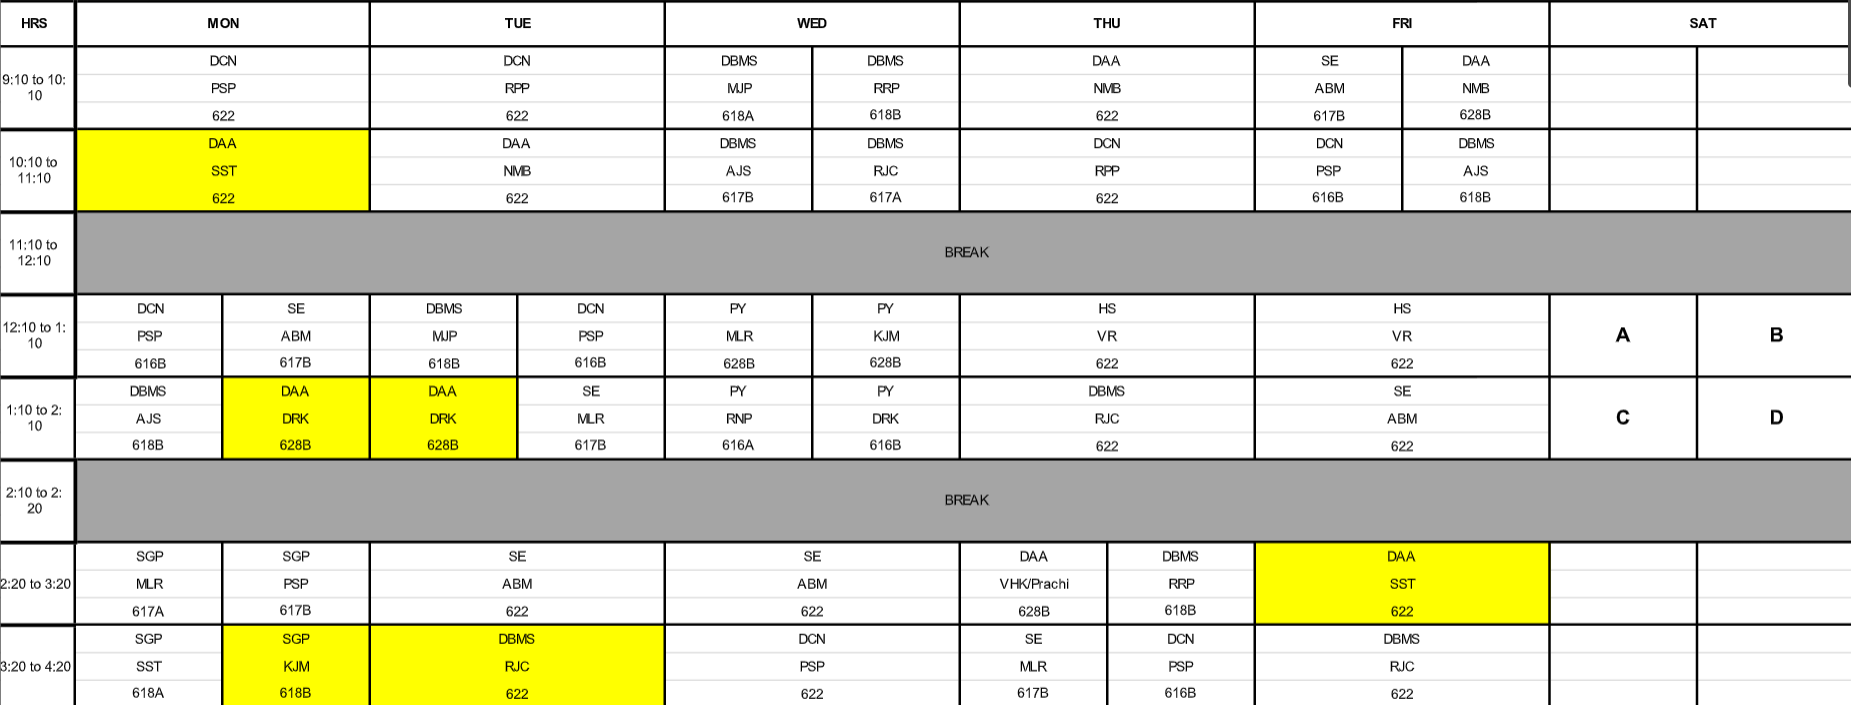 HRS MON TUE WED THU FRI SAT
9:10 to 10:
10
DCN DCN DBMS DBMS DAA SE DAA
PSP RPP MJP RRP NMB ABM NMB
622 622 618A 618B 622 617B 628B
10:10 to
11:10
DAA DAA DBMS DBMS DCN DCN DBMS
SST NMB AJS RJC RPP PSP AJS
622 622 617B 617A 622 616B 618B
11:10 to
12:10
BREAK
12:10 to 1:
10
DCN SE DBMS DCN PY PY HS HS
PSP ABM MJP PSP MLR KJM VR VR A B
616B 617B 618B 616B 628B 628B 622 622
1:10 to 2:
10
DBMS DAA DAA SE PY PY DBMS SE
AJS DRK DRK MLR RNP DRK RJC ABM C D
618B 628B 628B 617B 616A 616B 622 622
2:10 to 2:
20
BREAK
SGP SGP SE SE DAA DBMS DAA
2:20 to 3:20 MLR PSP ABM ABM VHK/Prachi RRP SST
617A 617B 622 622 628B 618B 622
SGP SGP DBMS DCN SE DCN DBMS
3:20 to 4:20 SST KJM RJC PSP MLR PSP RJC
618A 618B 622 622 617B 616B 622